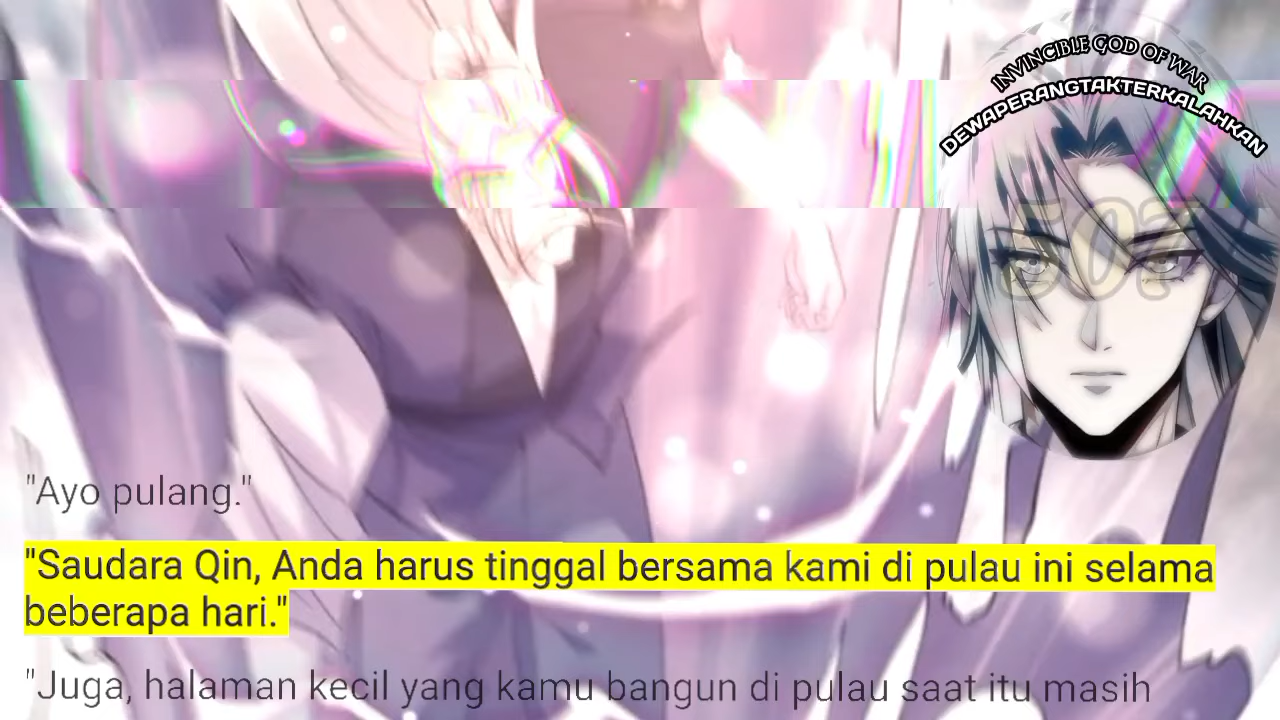 INVINCIBLE GOD OF WAR
DEWAPERANGTAKTERKALAHKAN
507
"Ayo pulang."
"Saudara Qin, Anda harus tinggal bersama kami di pulau ini selama
beberapa hari."
"Juga, halaman kecil yang kamu bangun di pulau saat itu masih